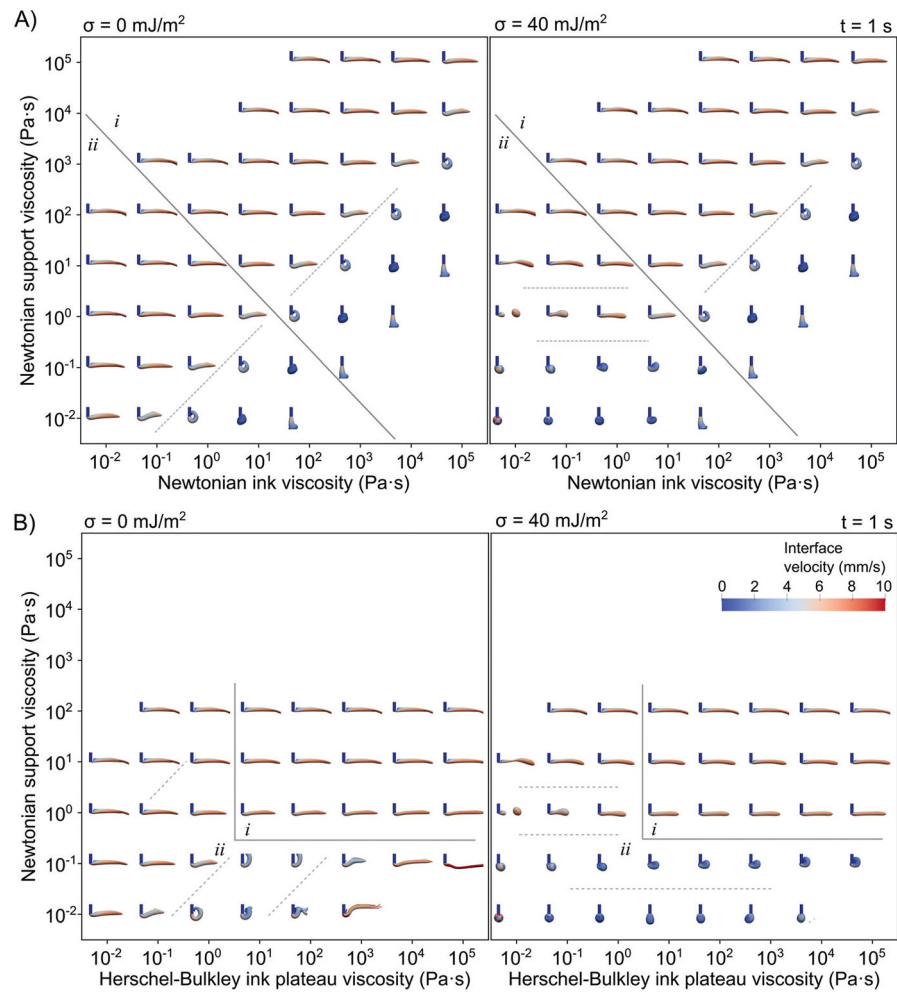 A)
σ = 0 mJ/m²
σ = 40 mJ/m²
t = 1 s
Newtonian support viscosity (Pa·s)
10⁵
10⁴
10³
10²
10¹
10⁰
10⁻¹
10⁻²
i
ii
i
ii
10⁻² 10⁻¹ 10⁰ 10¹ 10² 10³ 10⁴ 10⁵
10⁻² 10⁻¹ 10⁰ 10¹ 10² 10³ 10⁴ 10⁵
Newtonian ink viscosity (Pa·s)
Newtonian ink viscosity (Pa·s)
B)
σ = 0 mJ/m²
σ = 40 mJ/m²
t = 1 s
Newtonian support viscosity (Pa·s)
10⁵
10⁴
10³
10²
10¹
10⁰
10⁻¹
10⁻²
Interface
velocity (mm/s)
0 2 4 6 8 10
i
ii
i
ii
10⁻² 10⁻¹ 10⁰ 10¹ 10² 10³ 10⁴ 10⁵
10⁻² 10⁻¹ 10⁰ 10¹ 10² 10³ 10⁴ 10⁵
Herschel-Bulkley ink plateau viscosity (Pa·s)
Herschel-Bulkley ink plateau viscosity (Pa·s)